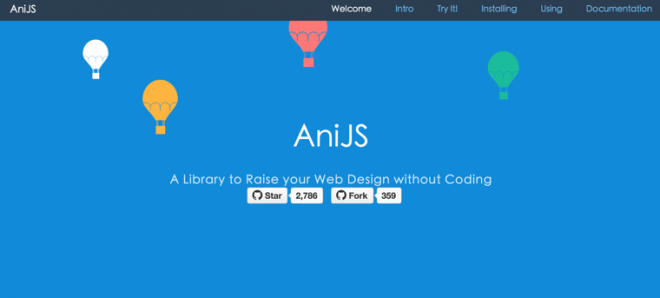 AniJS Welcome Intro Try It! Installing Using Documentation
AniJS
A Library to Raise your Web Design without Coding
Star 2,786 Fork 359